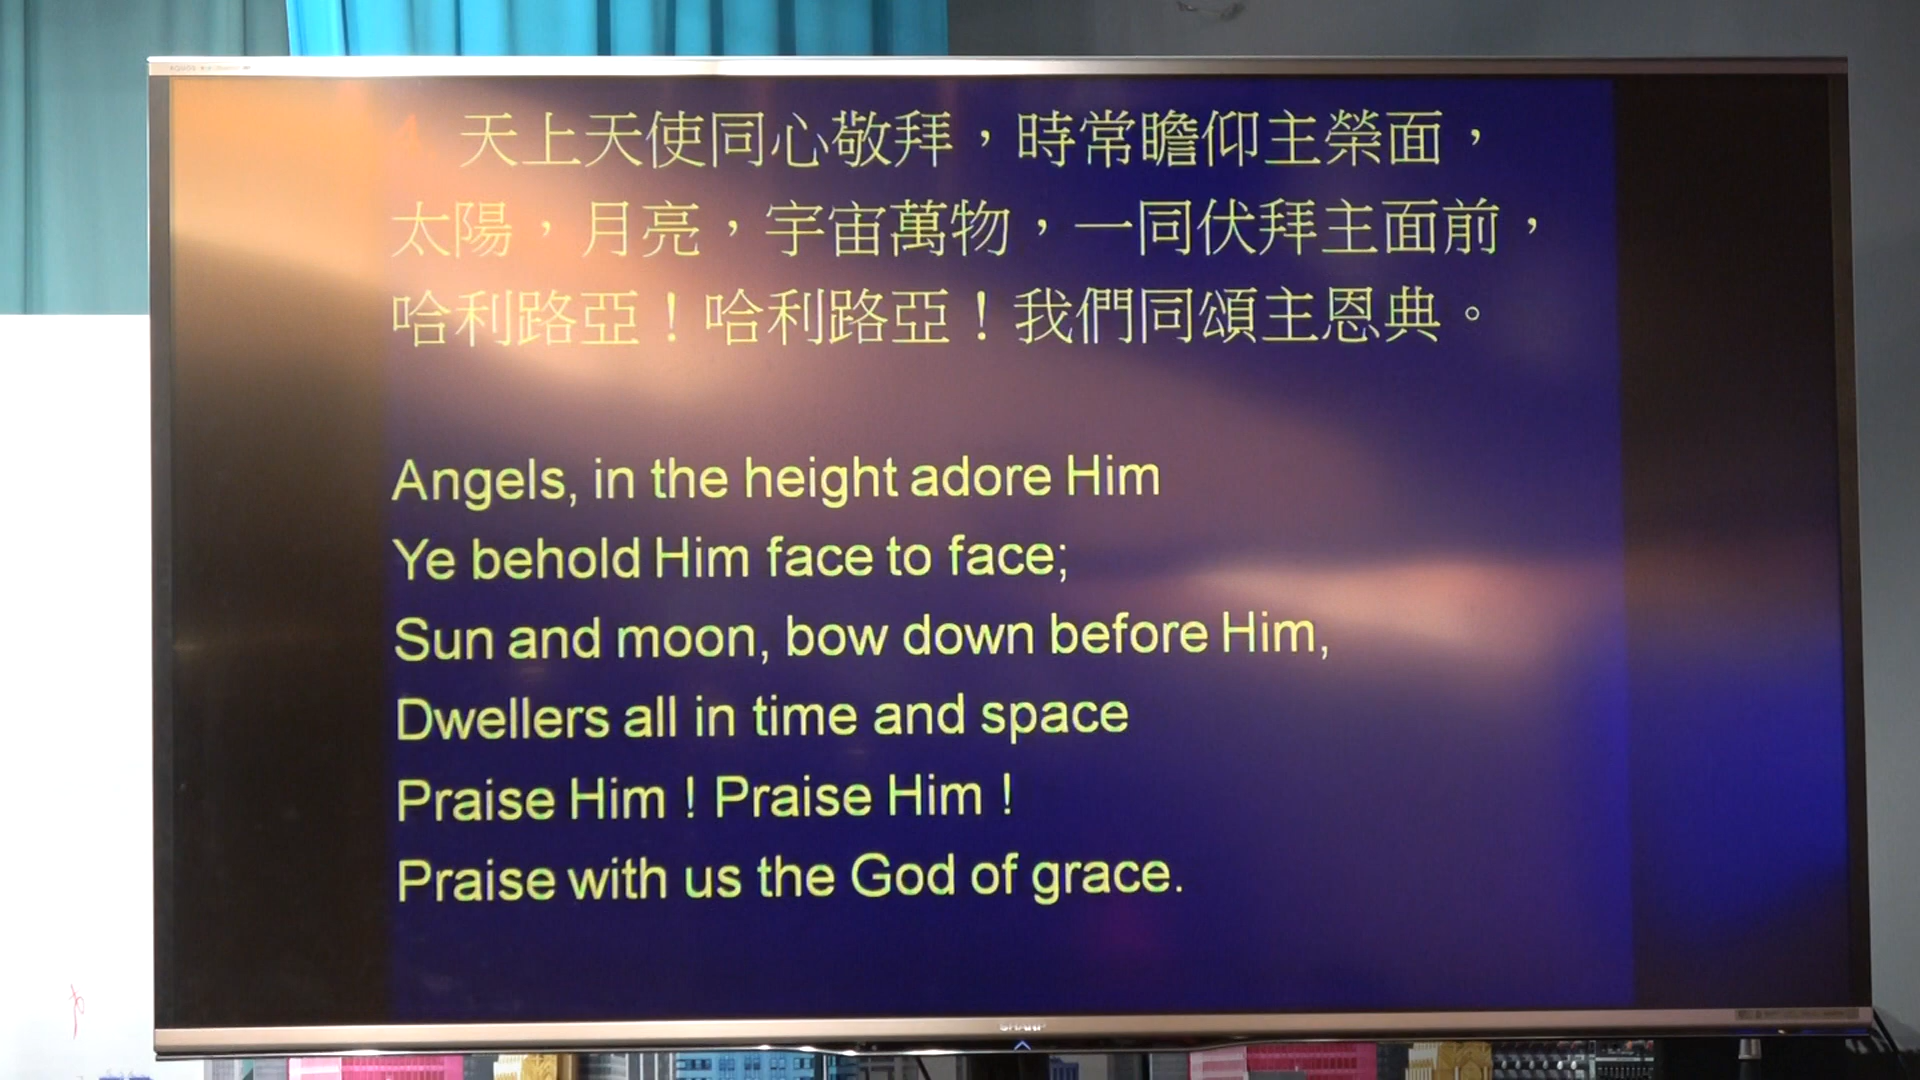 4. 天上天使同心敬拜，時常瞻仰主榮面，
太陽，月亮，宇宙萬物，一同伏拜主面前，
哈利路亞！哈利路亞！我們同頌主恩典。
Angels, in the height adore Him
Ye behold Him face to face;
Sun and moon, bow down before Him,
Dwellers all in time and space
Praise Him ! Praise Him !
Praise with us the God of grace.
SHARP